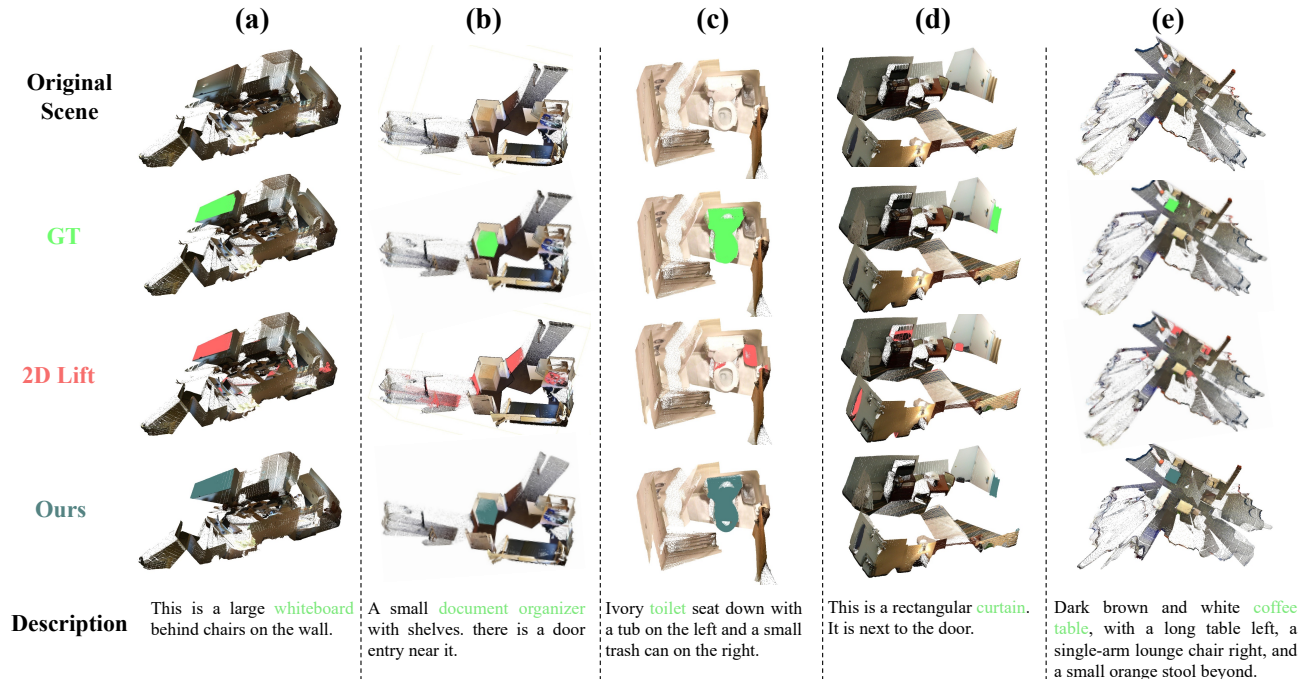 (a) (b) (c) (d) (e)
Original
Scene
GT
2D Lift
Ours
Description
This is a large whiteboard
behind chairs on the wall.
A small document organizer
with shelves. there is a door
entry near it.
Ivory toilet seat down with
a tub on the left and a small
trash can on the right.
This is a rectangular curtain.
It is next to the door.
Dark brown and white coffee
table, with a long table left, a
single-arm lounge chair right, and
a small orange stool beyond.